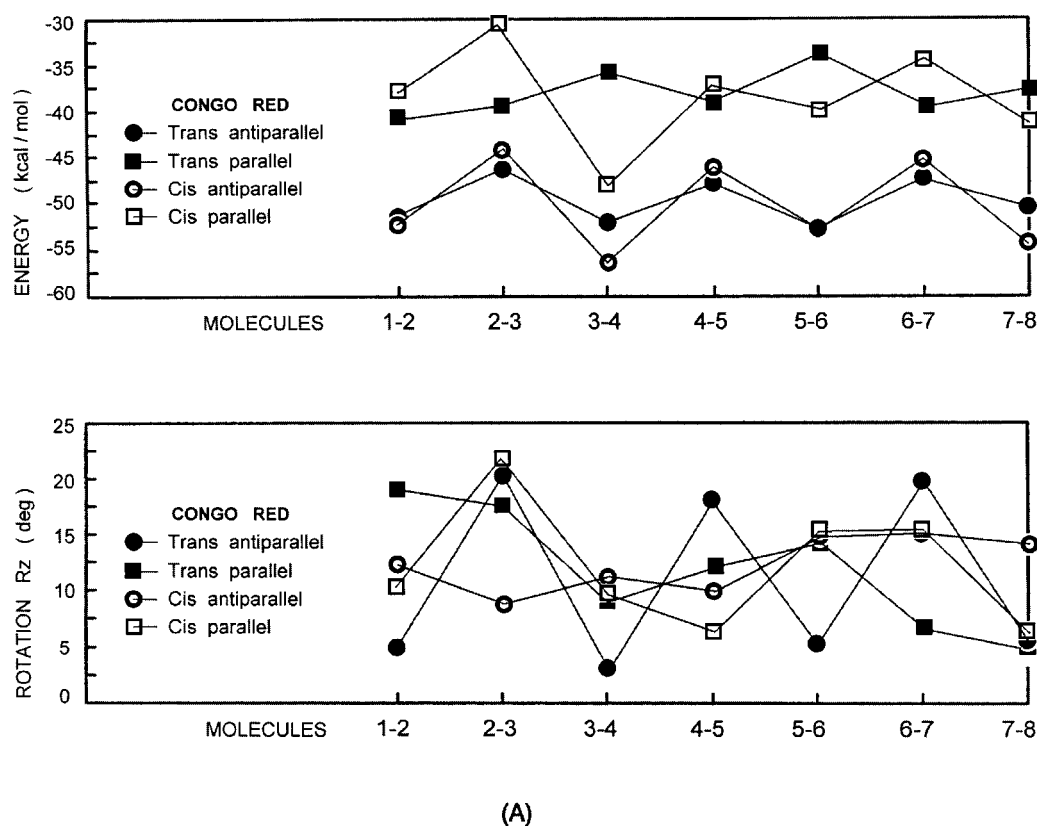 ENERGY ( kcal / mol )
-30
-35
-40
-45
-50
-55
-60
CONGO RED
Trans antiparallel
Trans parallel
Cis antiparallel
Cis parallel
MOLECULES 1-2 2-3 3-4 4-5 5-6 6-7 7-8
ROTATION Rz ( deg )
25
20
15
10
5
0
CONGO RED
Trans antiparallel
Trans parallel
Cis antiparallel
Cis parallel
MOLECULES 1-2 2-3 3-4 4-5 5-6 6-7 7-8
(A)